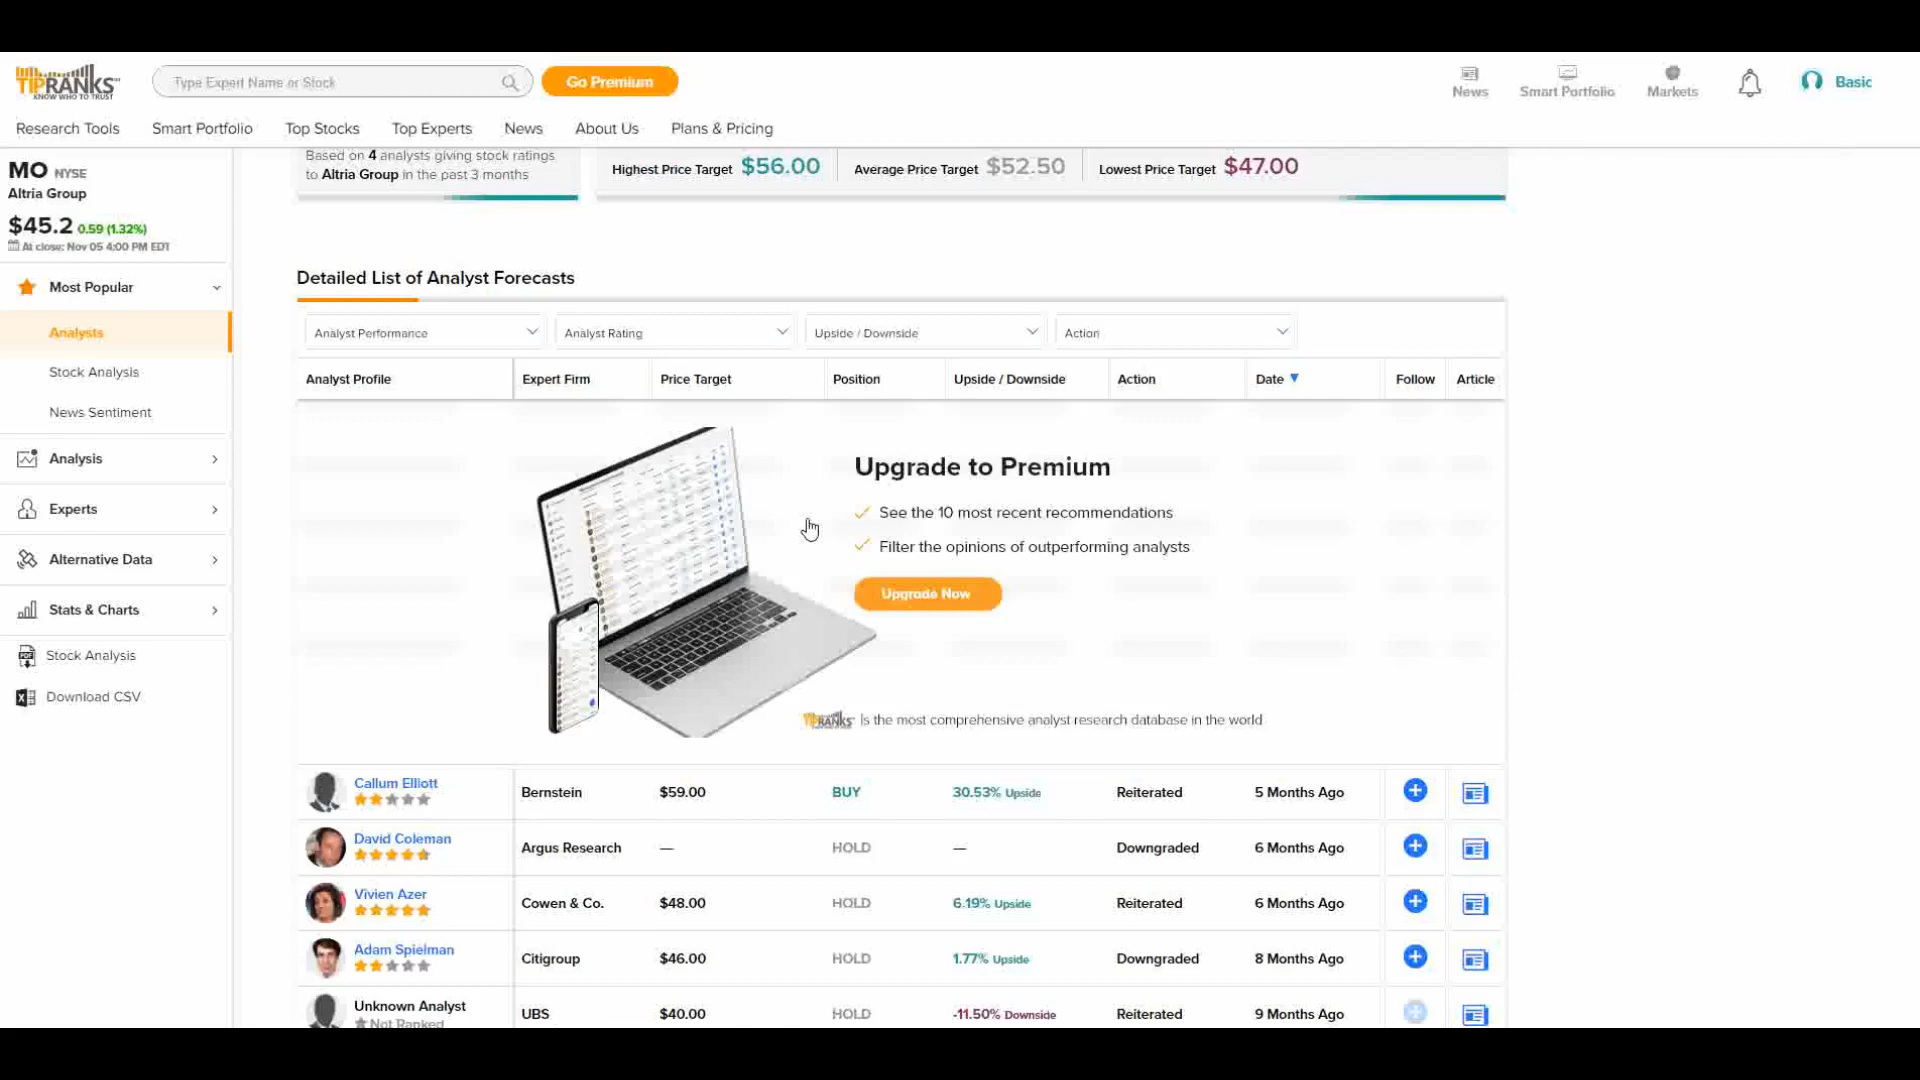 TIPRANKS
KNOW WHO TO TRUST
Type Expert Name or Stock
Go Premium
News
Smart Portfolio
Markets
Basic
Research Tools
Smart Portfolio
Top Stocks
Top Experts
News
About Us
Plans & Pricing
MO NYSE
Altria Group
$45.2 0.59 (1.32%)
At close: Nov 05 4:00 PM EDT
Most Popular
Analysts
Stock Analysis
News Sentiment
Analysis
Experts
Alternative Data
Stats & Charts
Stock Analysis
Download CSV
Based on 4 analysts giving stock ratings
to Altria Group in the past 3 months
Highest Price Target $56.00
Average Price Target $52.50
Lowest Price Target $47.00
Detailed List of Analyst Forecasts
Analyst Performance
Analyst Rating
Upside / Downside
Action
Analyst Profile Expert Firm Price Target Position Upside / Downside Action Date Follow Article
Upgrade to Premium
See the 10 most recent recommendations
Filter the opinions of outperforming analysts
Upgrade Now
TIPRANKS Is the most comprehensive analyst research database in the world
Callum Elliott Bernstein $59.00 BUY 30.53% Upside Reiterated 5 Months Ago
David Coleman Argus Research — HOLD — Downgraded 6 Months Ago
Vivien Azer Cowen & Co. $48.00 HOLD 6.19% Upside Reiterated 6 Months Ago
Adam Spielman Citigroup $46.00 HOLD 1.77% Upside Downgraded 8 Months Ago
Unknown Analyst UBS $40.00 HOLD -11.50% Downside Reiterated 9 Months Ago
Not Ranked